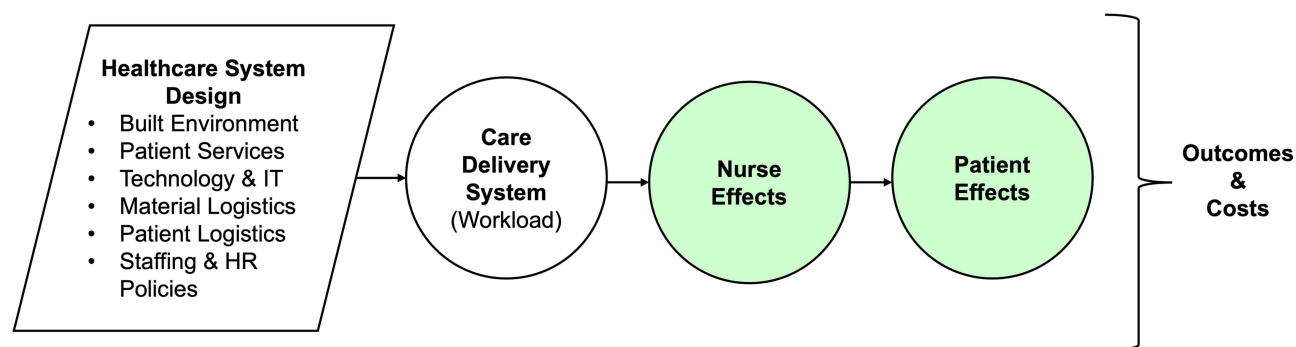 Healthcare System
Design
• Built Environment
• Patient Services
• Technology & IT
• Material Logistics
• Patient Logistics
• Staffing & HR
Policies
Care
Delivery
System
(Workload)
Nurse
Effects
Patient
Effects
Outcomes
&
Costs